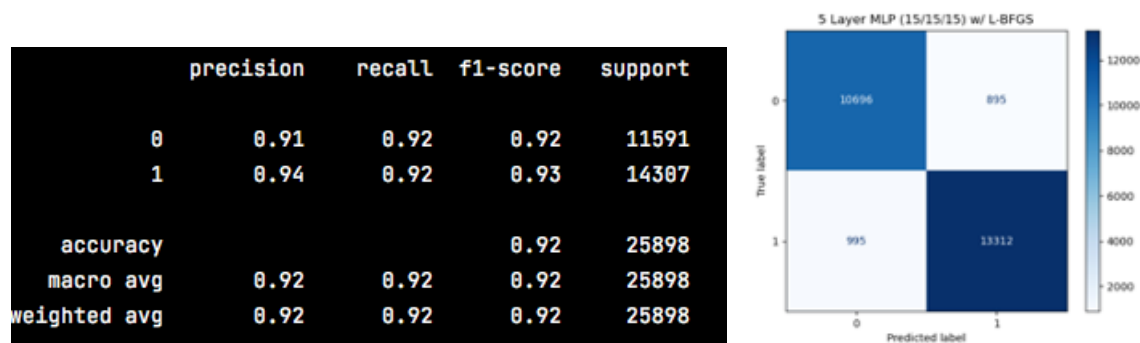 precision recall f1-score support
0 0.91 0.92 0.92 11591
1 0.94 0.92 0.93 14307
accuracy 0.92 25898
macro avg 0.92 0.92 0.92 25898
weighted avg 0.92 0.92 0.92 25898
5 Layer MLP (15/15/15) w/ L-BFGS
0
10696 895
1
995 13312
True label
0 1
Predicted label
12000
10000
8000
6000
4000
2000